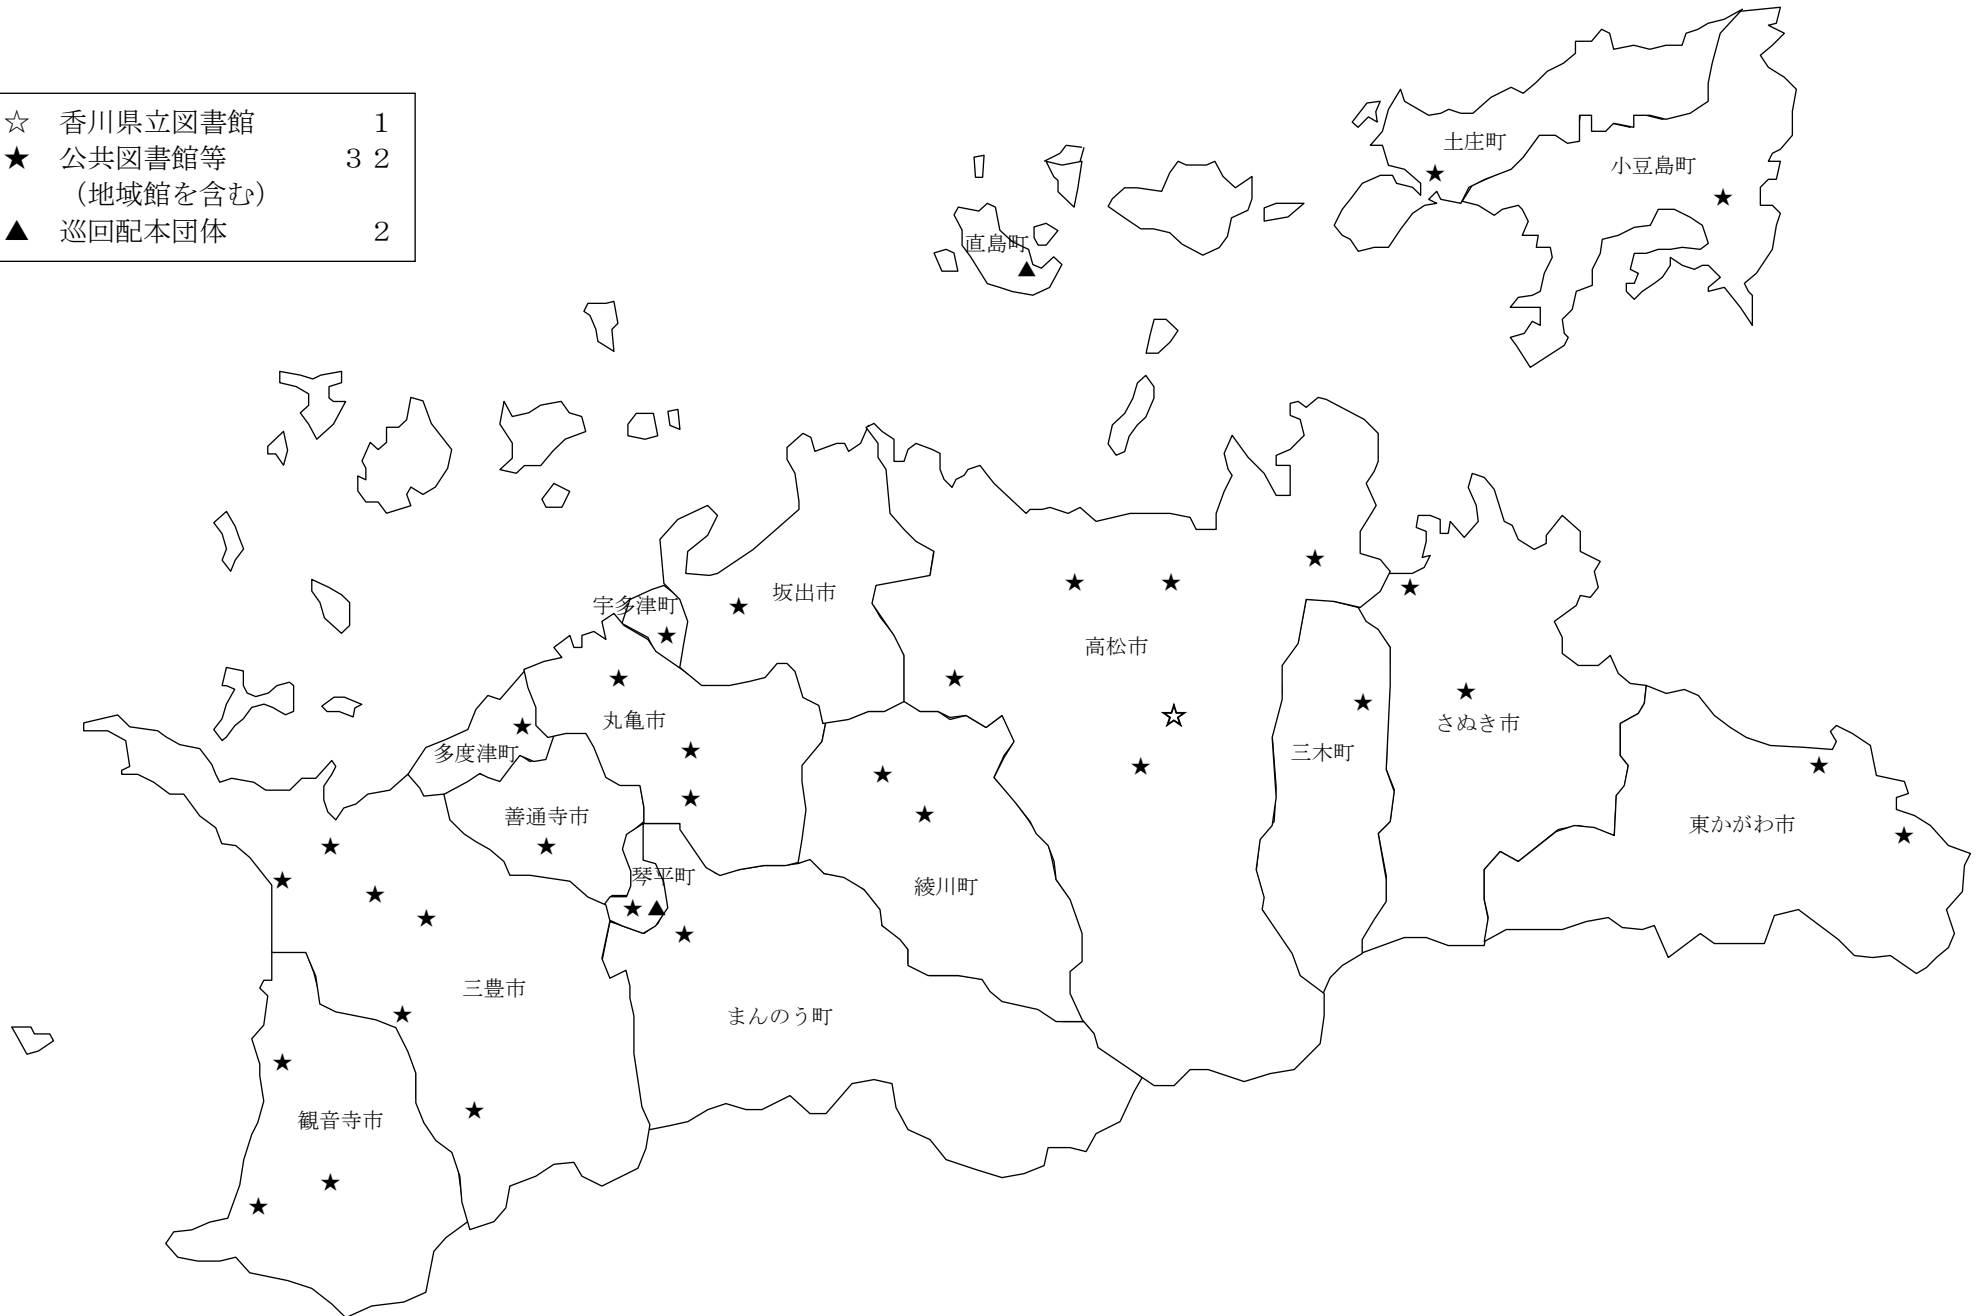 ☆ 香川県立図書館 1
★ 公共図書館等 32
(地域館を含む)
▲ 巡回配本団体 2
土庄町
小豆島町
直島町
宇多津町
坂出市
高松市
丸亀市
多度津町
さぬき市
三木町
善通寺市
東かがわ市
琴平町
綾川町
三豊市
まんのう町
観音寺市